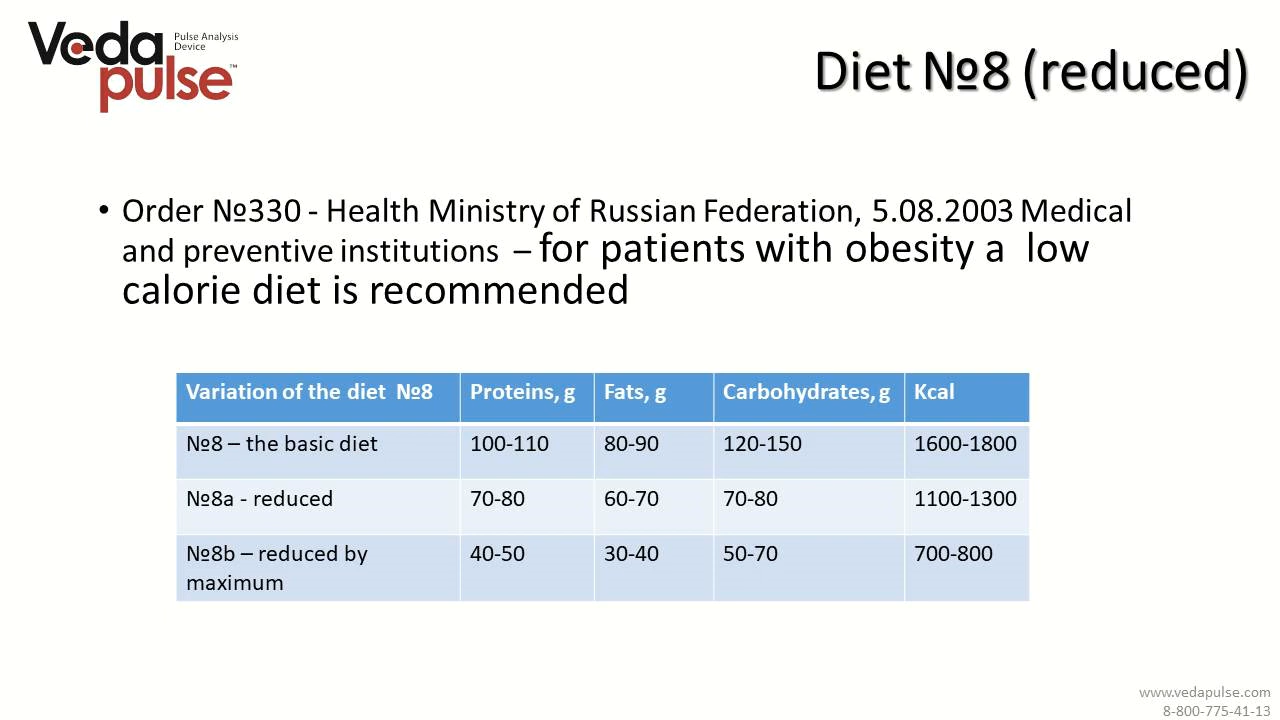 Veda
pulse™
Pulse Analysis
Device
Diet №8 (reduced)
• Order №330 - Health Ministry of Russian Federation, 5.08.2003 Medical
and preventive institutions – for patients with obesity a low
calorie diet is recommended
Variation of the diet №8 Proteins, g Fats, g Carbohydrates, g Kcal
№8 – the basic diet 100-110 80-90 120-150 1600-1800
№8a - reduced 70-80 60-70 70-80 1100-1300
№8b – reduced by
maximum 40-50 30-40 50-70 700-800
www.vedapulse.com
8-800-775-41-13